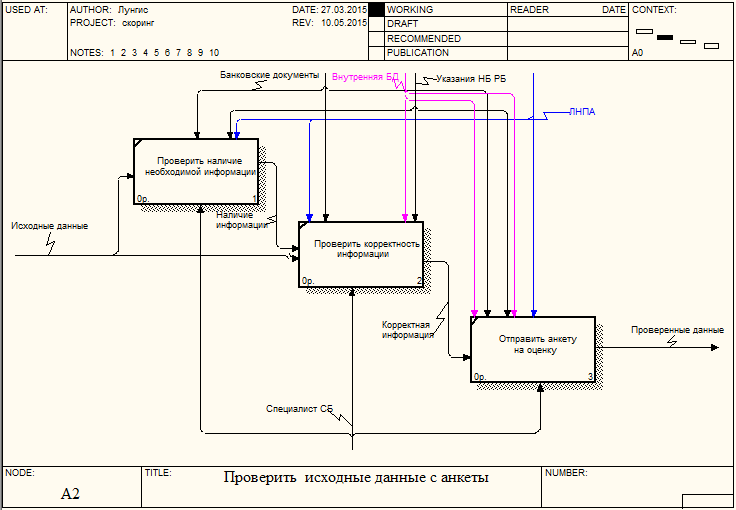 USED AT:
AUTHOR: Лунгис
DATE: 27.03.2015
WORKING
READER
DATE
CONTEXT:
PROJECT: скоринг
REV: 10.05.2015
DRAFT
RECOMMENDED
NOTES: 1 2 3 4 5 6 7 8 9 10
PUBLICATION
A0
Банковские документы
Внутренняя БД
Указания НБ РБ
ЛНПА
Проверить наличие
необходимой информации
0р.
1
Наличие
информации
Исходные данные
Проверить корректность
информации
0р.
2
Корректная
информация
Отправить анкету
на оценку
0р.
3
Проверенные данные
Специалист СБ
NODE:
TITLE:
NUMBER:
A2
Проверить исходные данные с анкеты